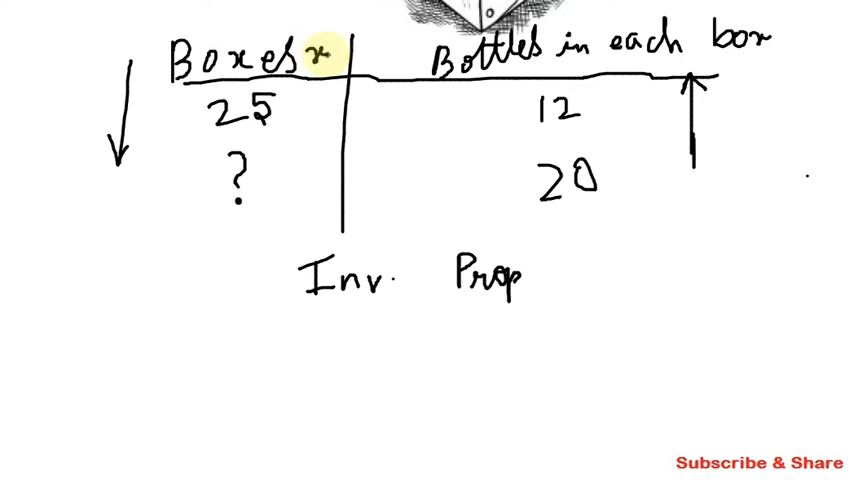 Boxes x Bottles in each box
25 12
? 20
Inv. Prop
Subscribe & Share